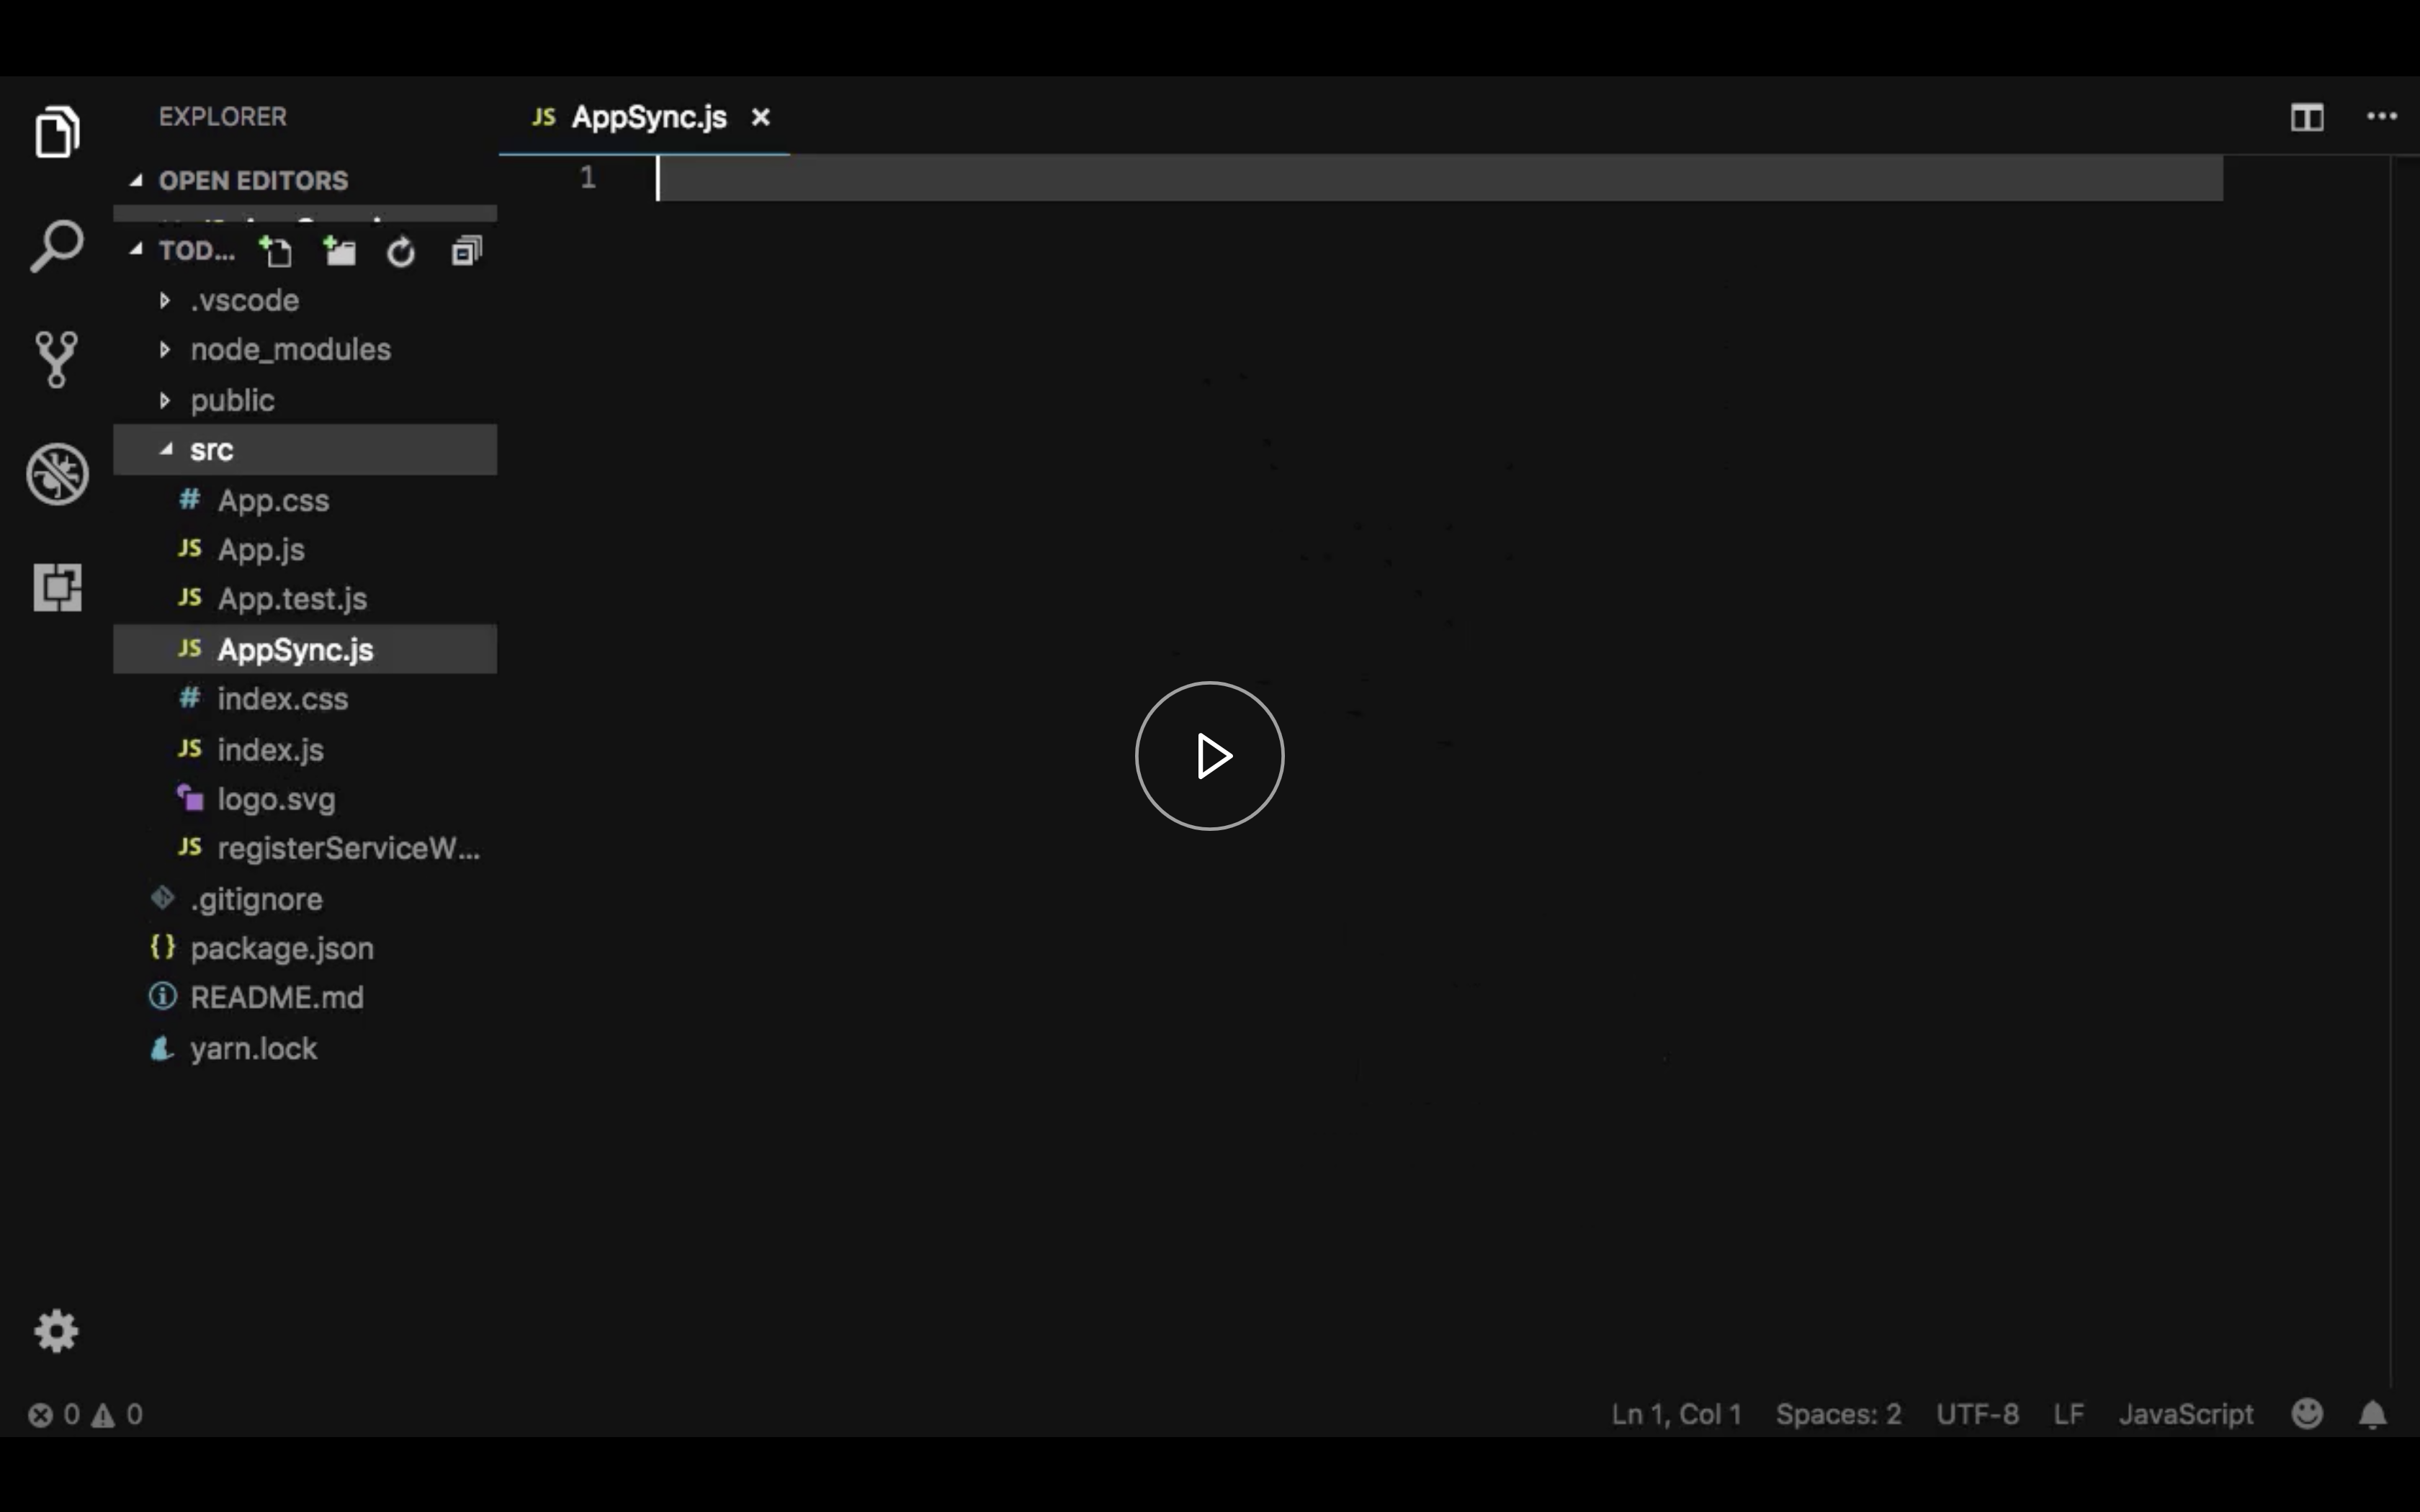 EXPLORER
AppSync.js
OPEN EDITORS
1
TOD...
.vscode
node_modules
public
src
# App.css
JS App.js
JS App.test.js
JS AppSync.js
# index.css
JS index.js
logo.svg
JS registerServiceW...
.gitignore
{} package.json
README.md
yarn.lock
0 0
Ln 1, Col 1 Spaces: 2 UTF-8 LF JavaScript